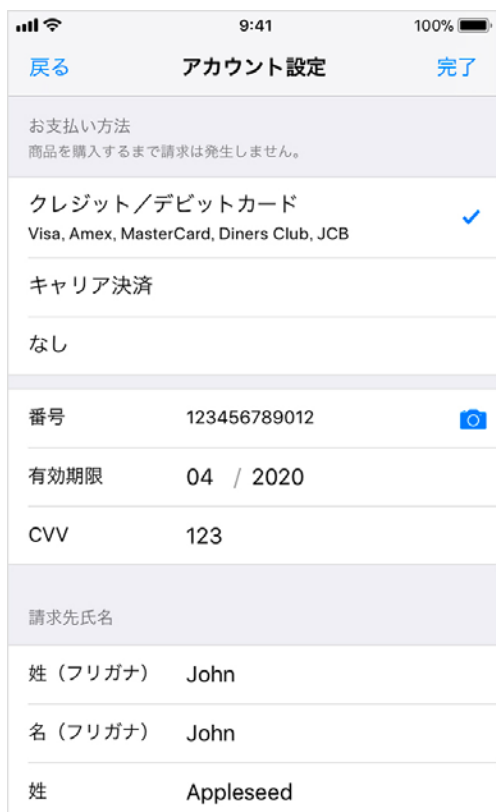 9:41
100%
戻る
アカウント設定
完了
お支払い方法
商品を購入するまで請求は発生しません。
クレジット／デビットカード
Visa, Amex, MasterCard, Diners Club, JCB
キャリア決済
なし
番号 123456789012
有効期限 04 / 2020
CVV 123
請求先氏名
姓（フリガナ） John
名（フリガナ） John
姓 Appleseed